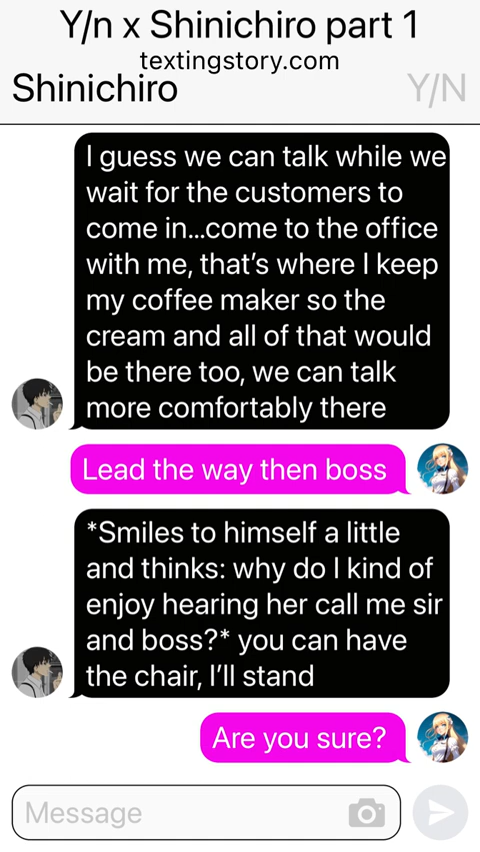 Y/n x Shinichiro part 1
textingstory.com
Shinichiro
Y/N
I guess we can talk while we
wait for the customers to
come in...come to the office
with me, that's where I keep
my coffee maker so the
cream and all of that would
be there too, we can talk
more comfortably there
Lead the way then boss
*Smiles to himself a little
and thinks: why do I kind of
enjoy hearing her call me sir
and boss?* you can have
the chair, I'll stand
Are you sure?
Message